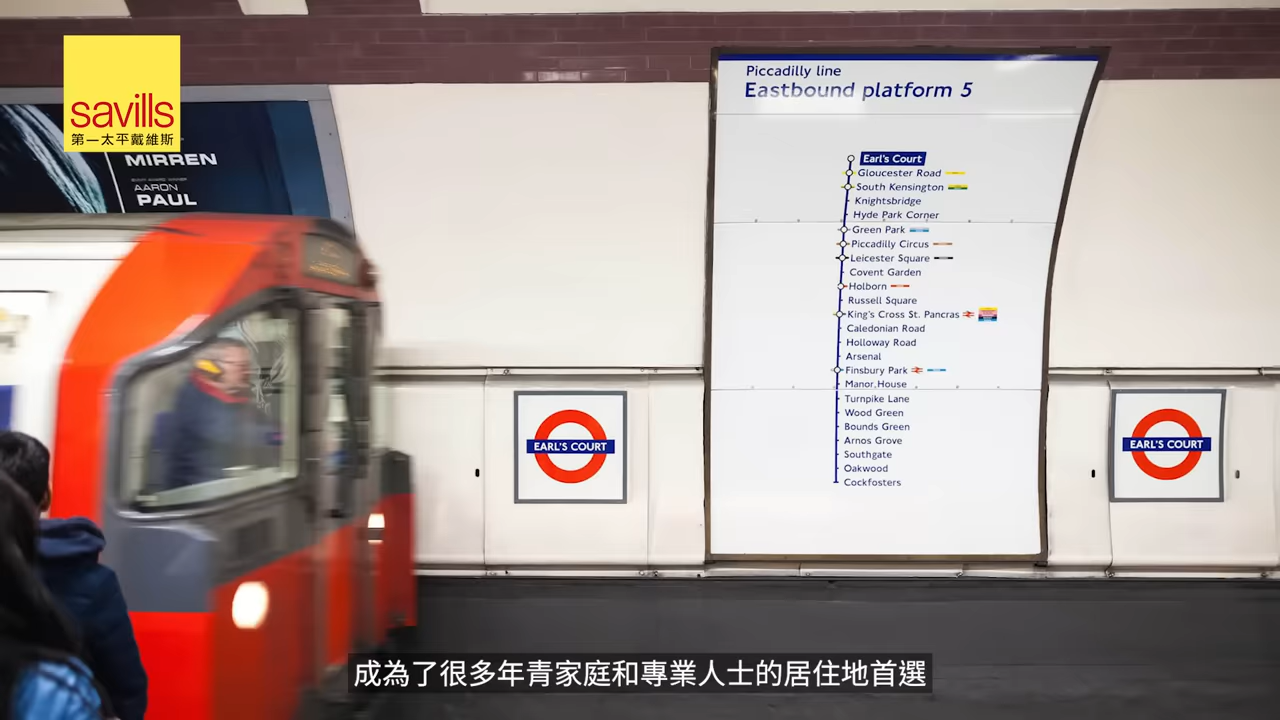 savills
第一太平戴維斯
MIRREN
AARON
PAUL
Piccadilly line
Eastbound platform 5
Earl's Court
Gloucester Road
South Kensington
Knightsbridge
Hyde Park Corner
Green Park
Piccadilly Circus
Leicester Square
Covent Garden
Holborn
Russell Square
King's Cross St. Pancras
Caledonian Road
Holloway Road
Arsenal
Finsbury Park
Manor House
Turnpike Lane
Wood Green
Bounds Green
Arnos Grove
Southgate
Oakwood
Cockfosters
EARL'S COURT
EARL'S COURT
成為了很多年青家庭和專業人士的居住地首選